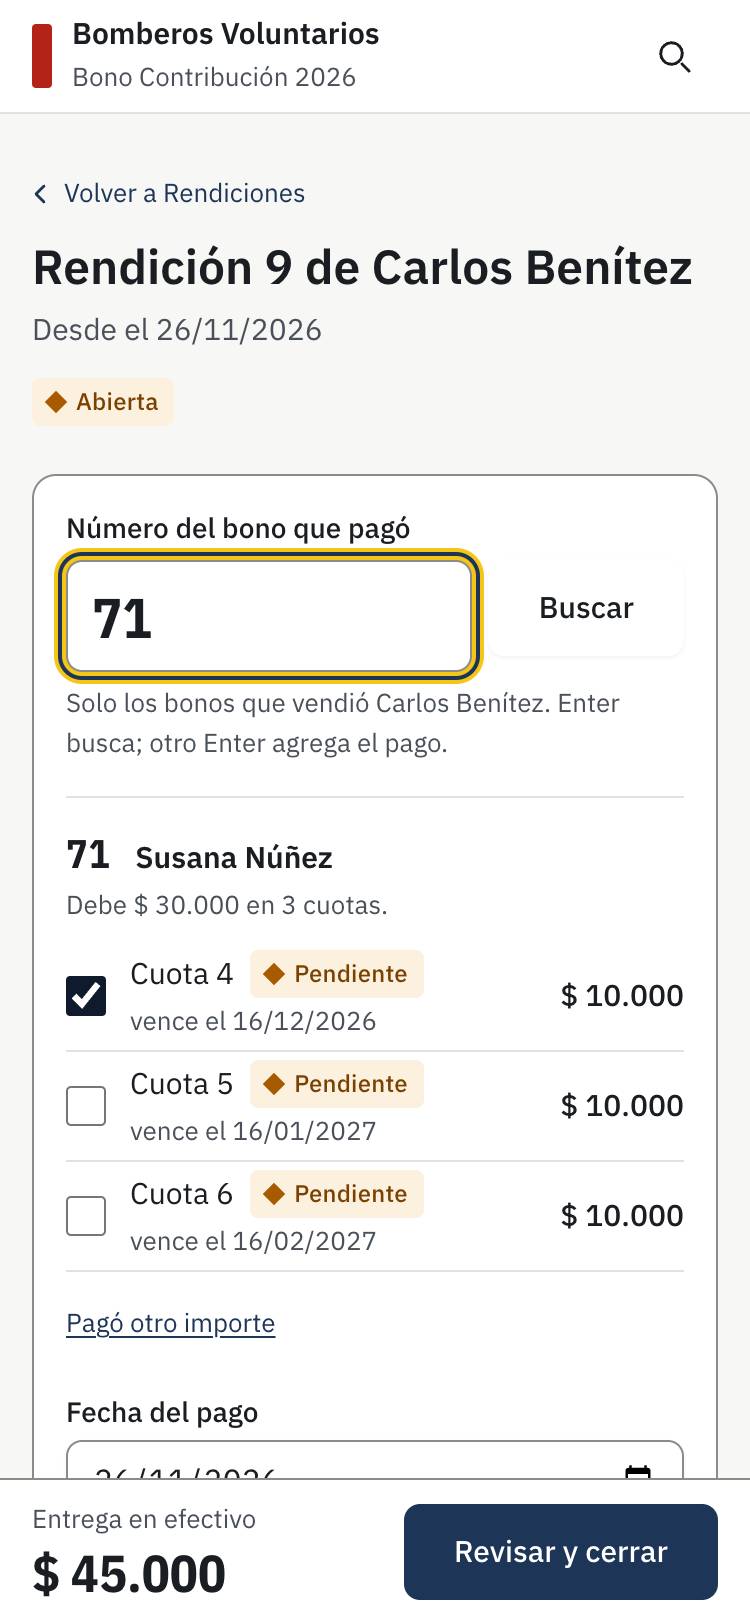 Bomberos Voluntarios
Bono Contribución 2026
Volver a Rendiciones
Rendición 9 de Carlos Benítez
Desde el 26/11/2026
Abierta
Número del bono que pagó
71
Buscar
Solo los bonos que vendió Carlos Benítez. Enter
busca; otro Enter agrega el pago.
71 Susana Núñez
Debe $ 30.000 en 3 cuotas.
Cuota 4 Pendiente
vence el 16/12/2026
$ 10.000
Cuota 5 Pendiente
vence el 16/01/2027
$ 10.000
Cuota 6 Pendiente
vence el 16/02/2027
$ 10.000
Pagó otro importe
Fecha del pago
26/11/2026
Entrega en efectivo
$ 45.000
Revisar y cerrar